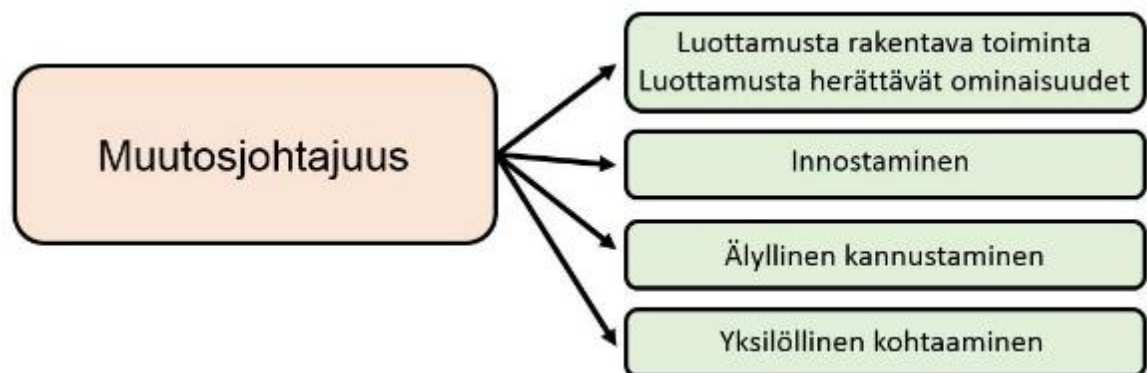 Muutosjohtajuus
Luottamusta rakentava toiminta
Luottamusta herättävät ominaisuudet
Innostaminen
Älyllinen kannustaminen
Yksilöllinen kohtaaminen